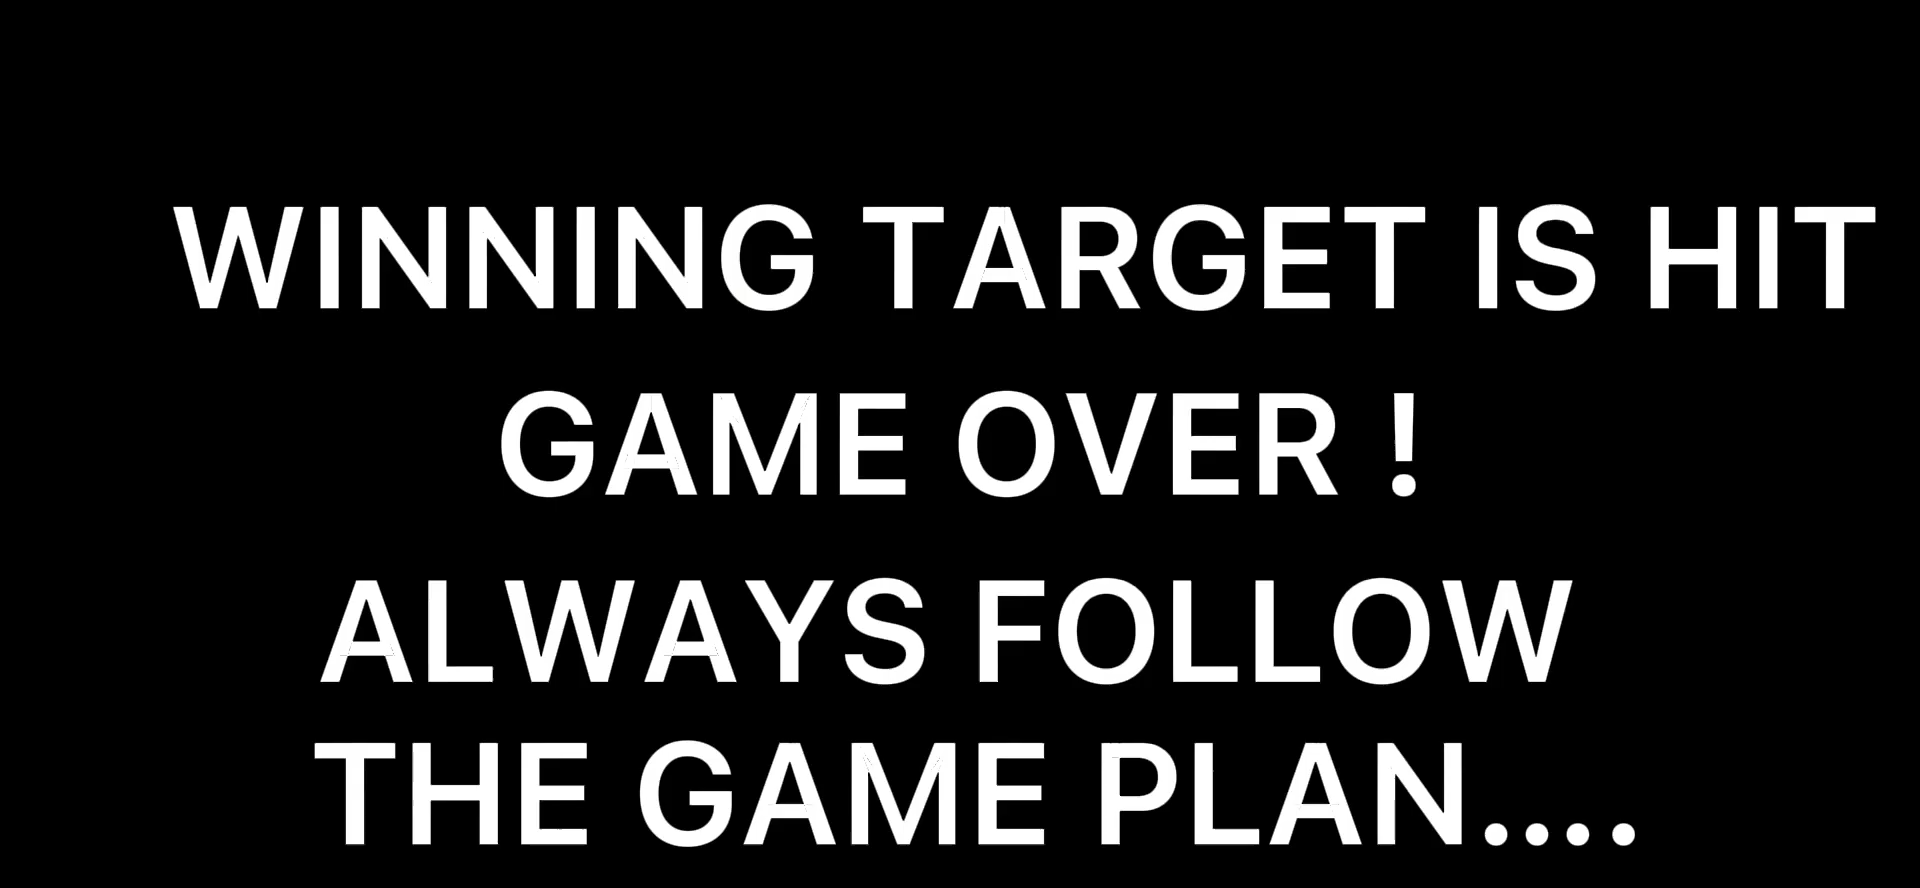 WINNING TARGET IS HIT
GAME OVER !
ALWAYS FOLLOW
THE GAME PLAN....